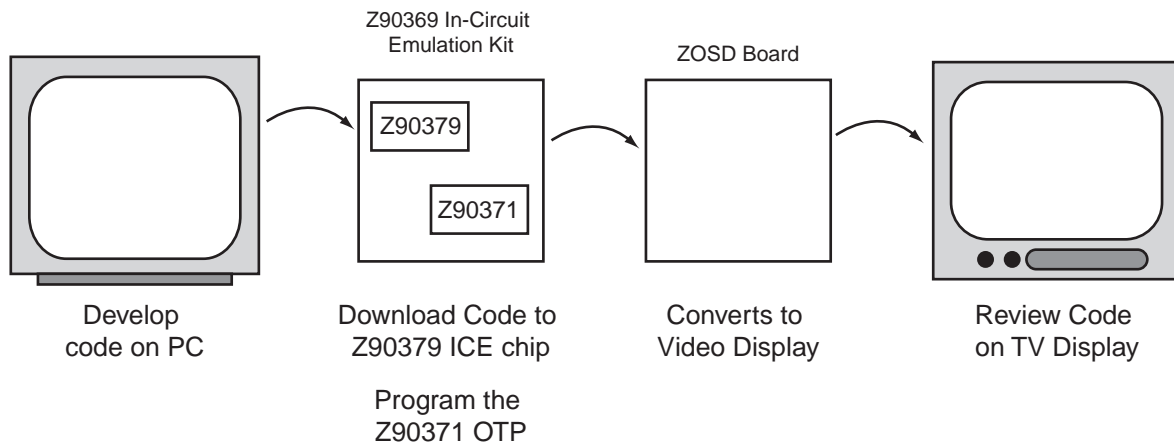 Z90369 In-Circuit
Emulation Kit
ZOSD Board
Z90379
Z90371
Develop
code on PC
Download Code to
Z90379 ICE chip
Program the
Z90371 OTP
Converts to
Video Display
Review Code
on TV Display